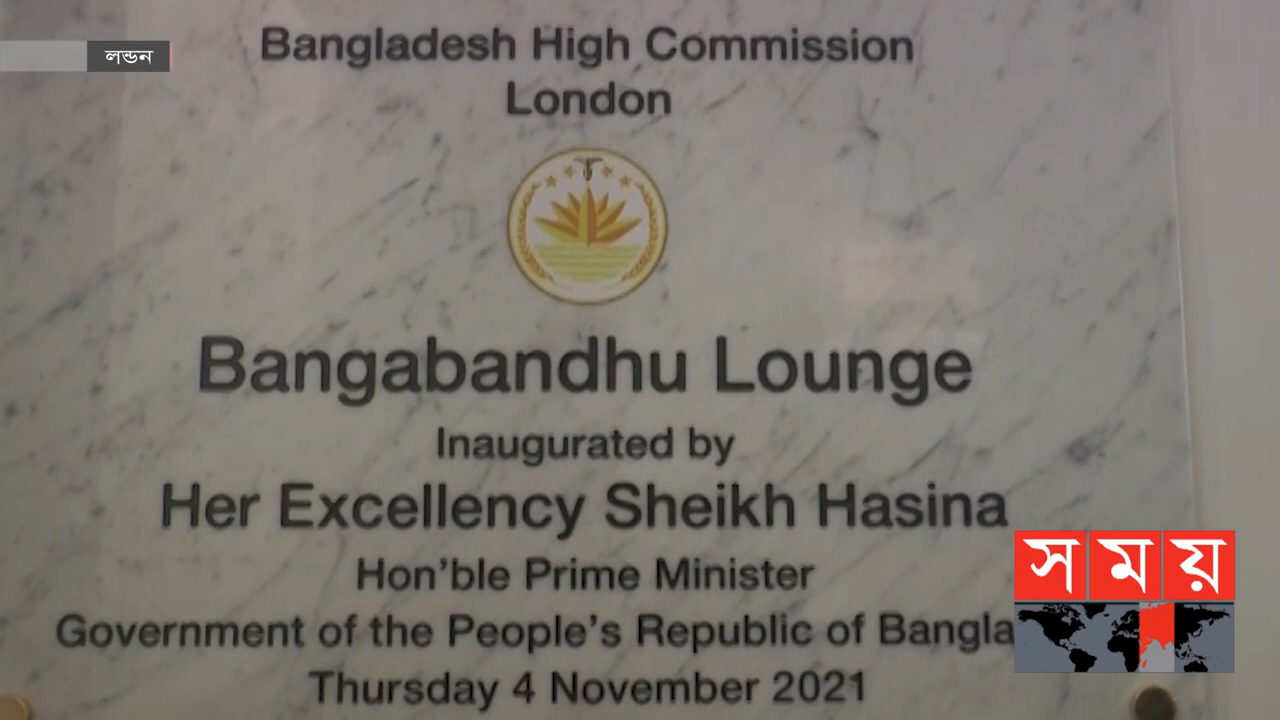 লন্ডন
Bangladesh High Commission
London
Bangabandhu Lounge
Inaugurated by
Her Excellency Sheikh Hasina
Hon'ble Prime Minister
Government of the People's Republic of Bangla
Thursday 4 November 2021
সময়